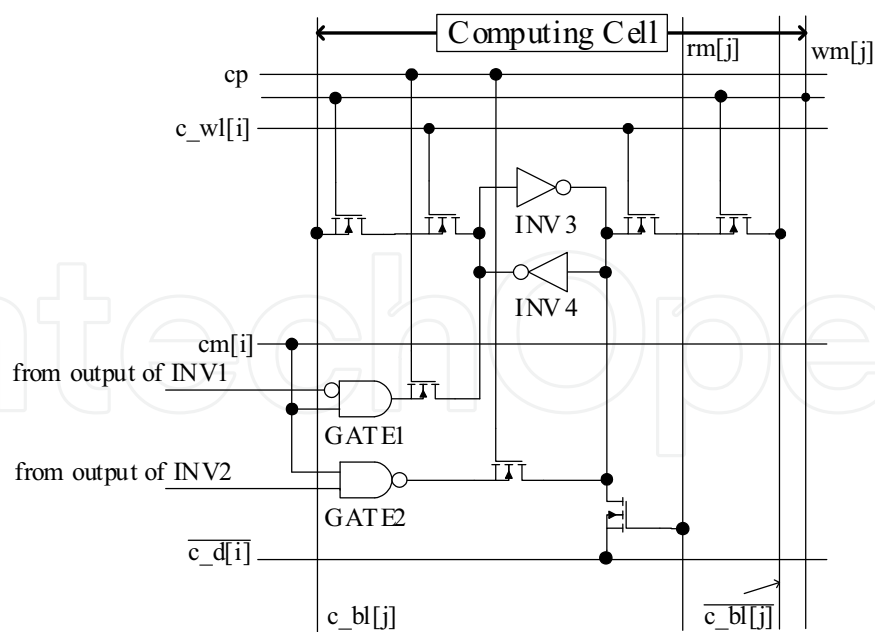 Computing Cell
rm[j]
wm[j]
cp
c_wl[i]
INV3
INV4
cm[i]
from output of INV1
GATE1
from output of INV2
GATE2
c_d[i]
c_bl[j]
c_bl[j]
ntechOpe